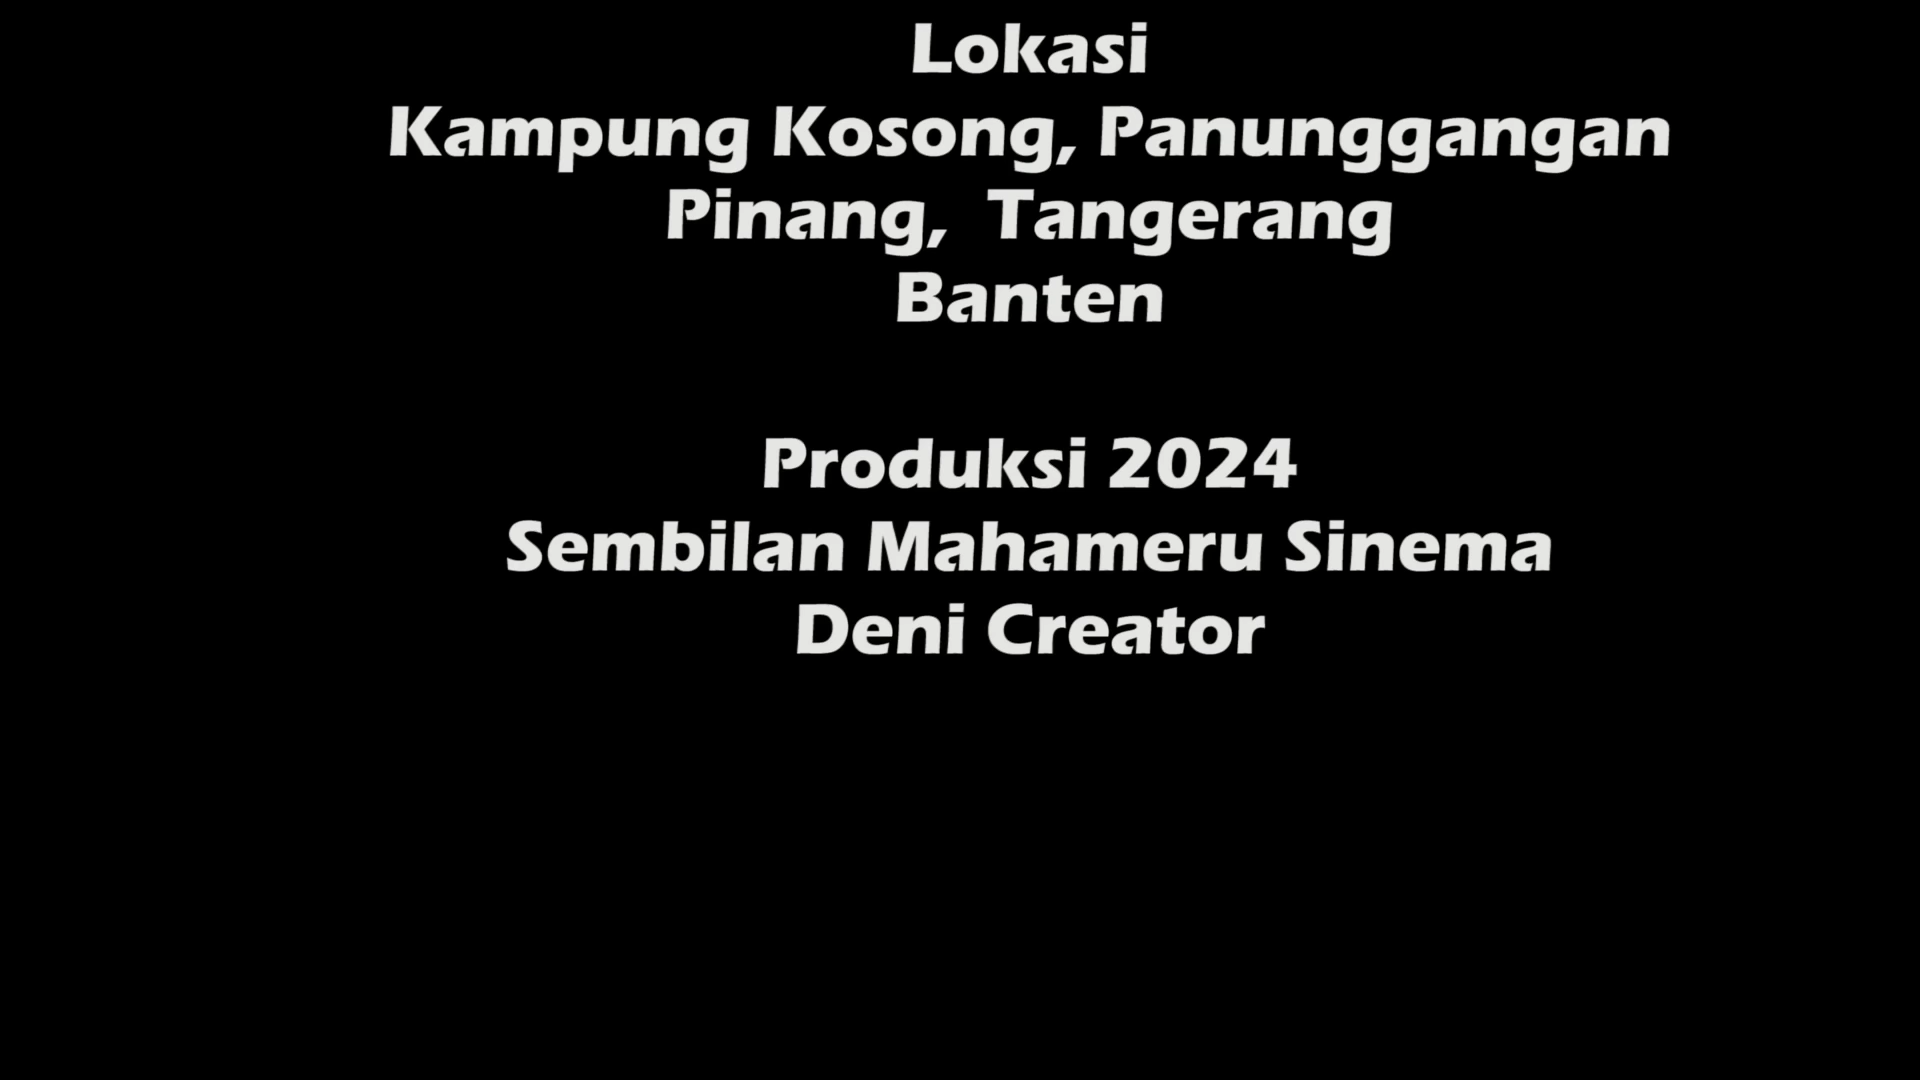 Lokasi
Kampung Kosong, Panunggangan
Pinang,  Tangerang
Banten
Produksi 2024
Sembilan Mahameru Sinema
Deni Creator